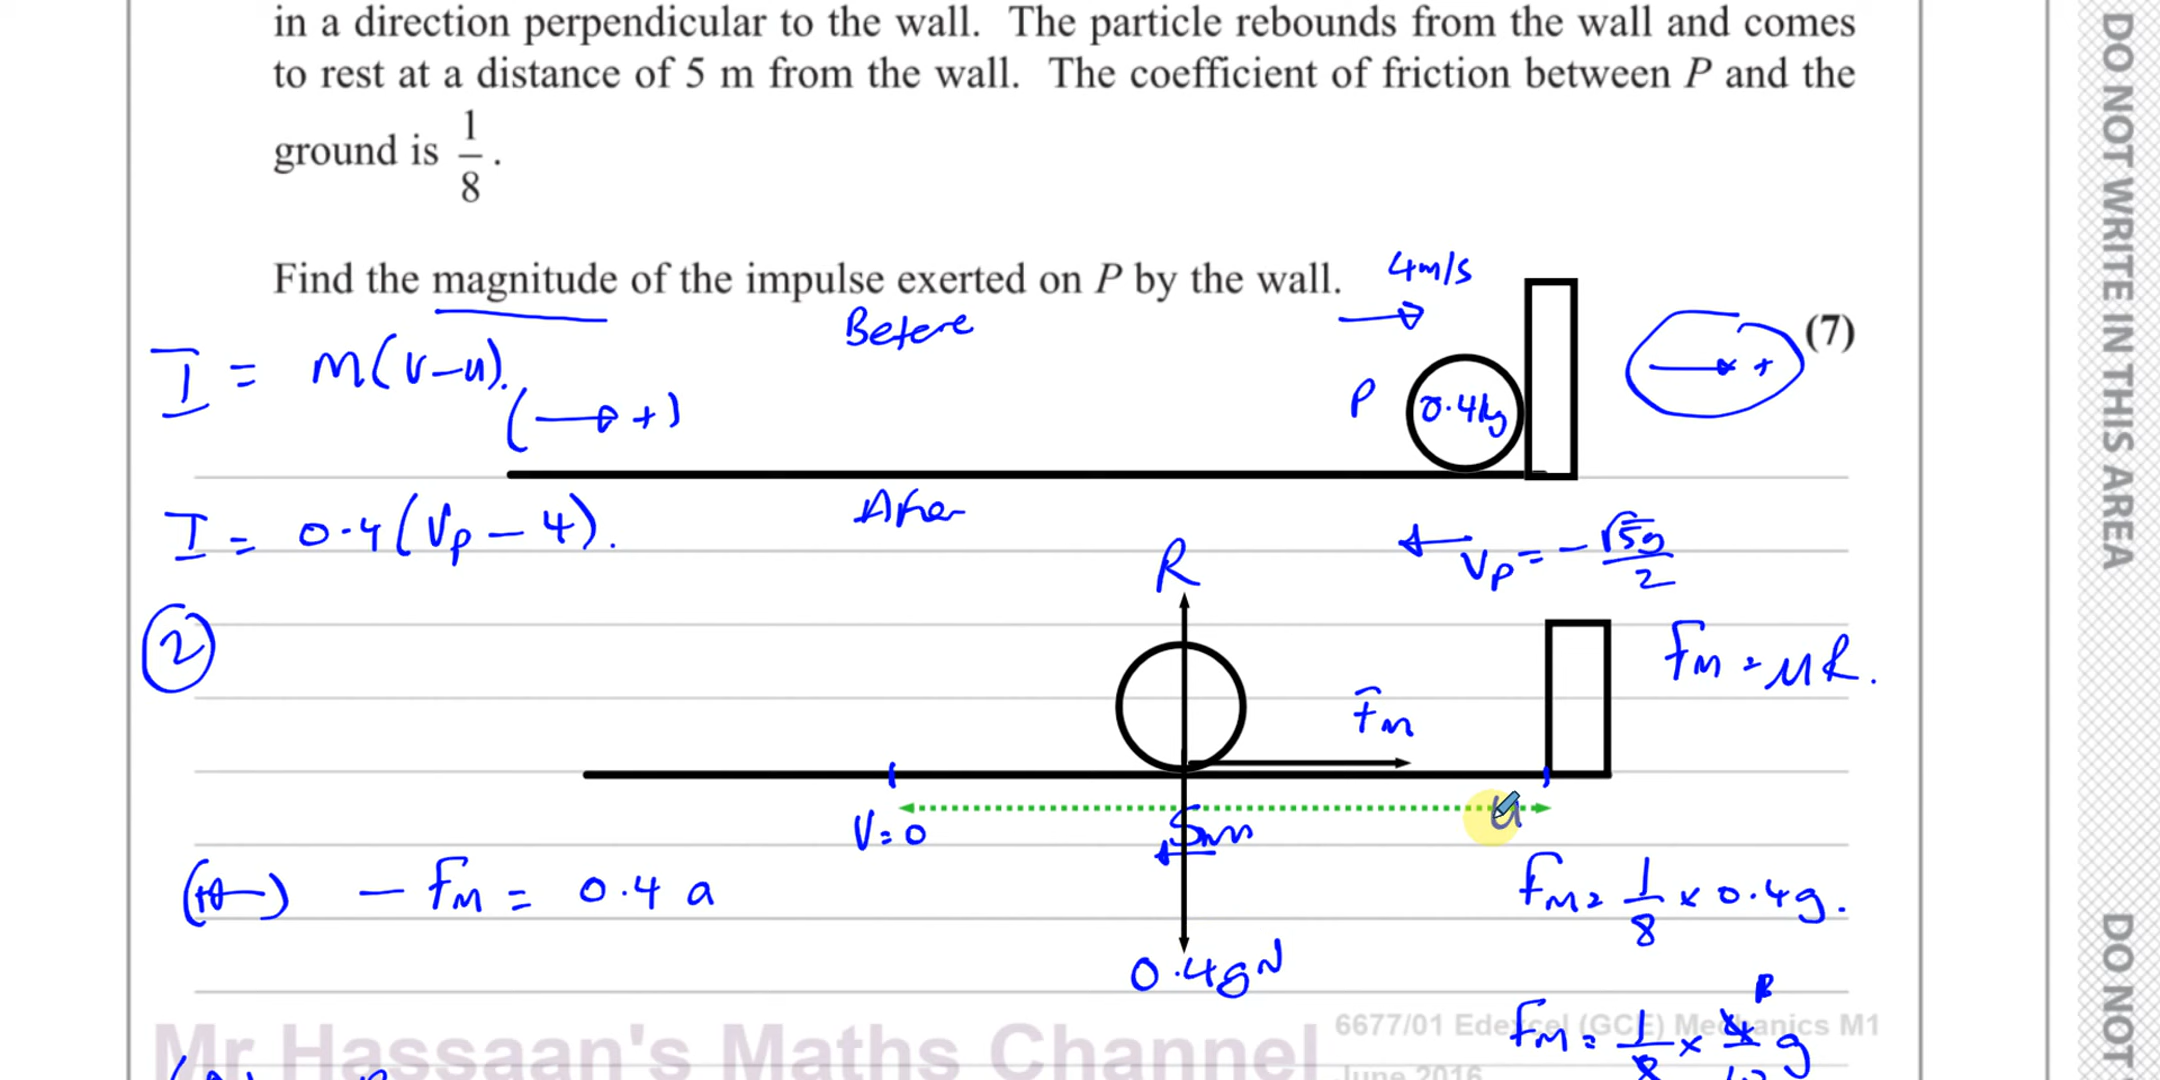 in a direction perpendicular to the wall. The particle rebounds from the wall and comes
to rest at a distance of 5 m from the wall. The coefficient of friction between P and the
ground is 1/8.
Find the magnitude of the impulse exerted on P by the wall.
(7)
4m/s
Before
I = m(v-u).
(→ +)
P
0.4kg
→ +
After
I = 0.4(Vp - 4).
Vp = - √5g/2
R
2
Fm = μR.
Fm
V=0
5m
u
- Fm = 0.4 a
Fm = 1/8 × 0.4g.
0.4gN
Fm = 1/8 ×
g
Mr Hassaan's Maths Channel
6677/01 Edexcel (GCE) Mechanics M1
June 2016
DO NOT WRITE IN THIS AREA
DO NOT